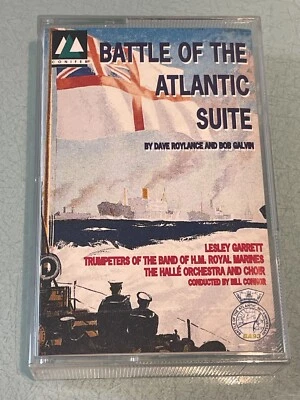 CONIFER
BATTLE OF THE
ATLANTIC
SUITE
BY DAVE ROYLANCE AND BOB GALVIN
LESLEY GARRETT
TRUMPETERS OF THE BAND OF H.M. ROYAL MARINES
THE HALLÉ ORCHESTRA AND CHOIR
CONDUCTED BY BILL CONNOR